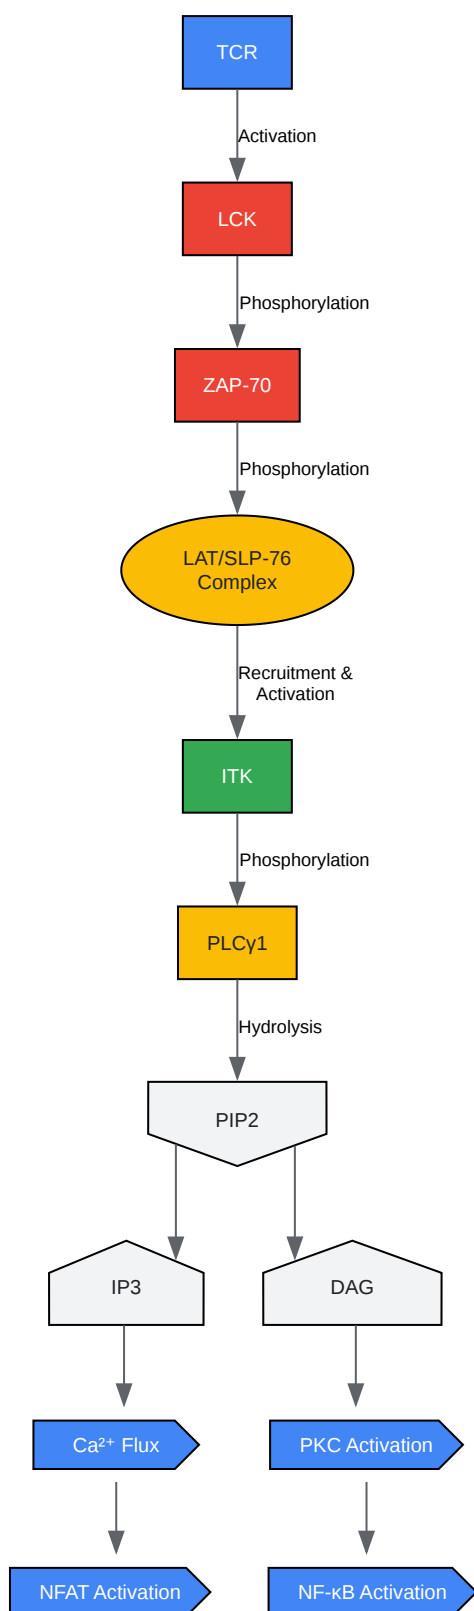 TCR
Activation
LCK
Phosphorylation
ZAP-70
Phosphorylation
LAT/SLP-76
Complex
Recruitment &
Activation
ITK
Phosphorylation
PLCγ1
Hydrolysis
PIP2
IP3
DAG
Ca²⁺ Flux
PKC Activation
NFAT Activation
NF-κB Activation